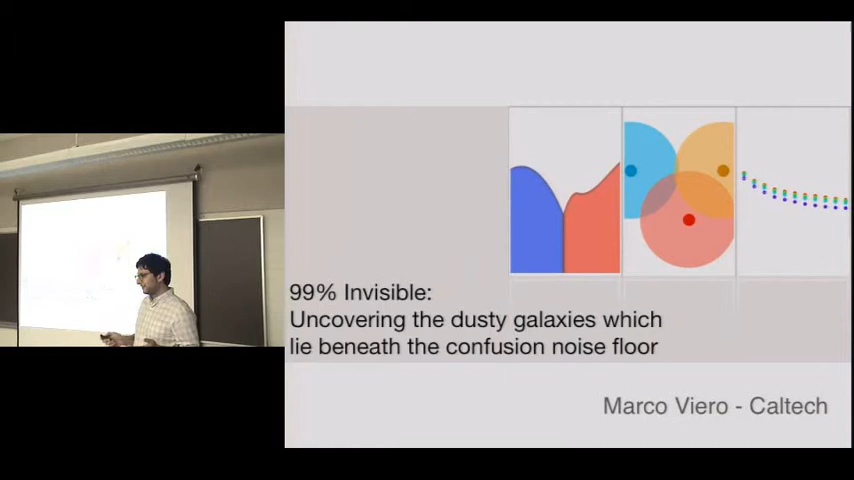 99% Invisible:
Uncovering the dusty galaxies which
lie beneath the confusion noise floor
Marco Viero - Caltech